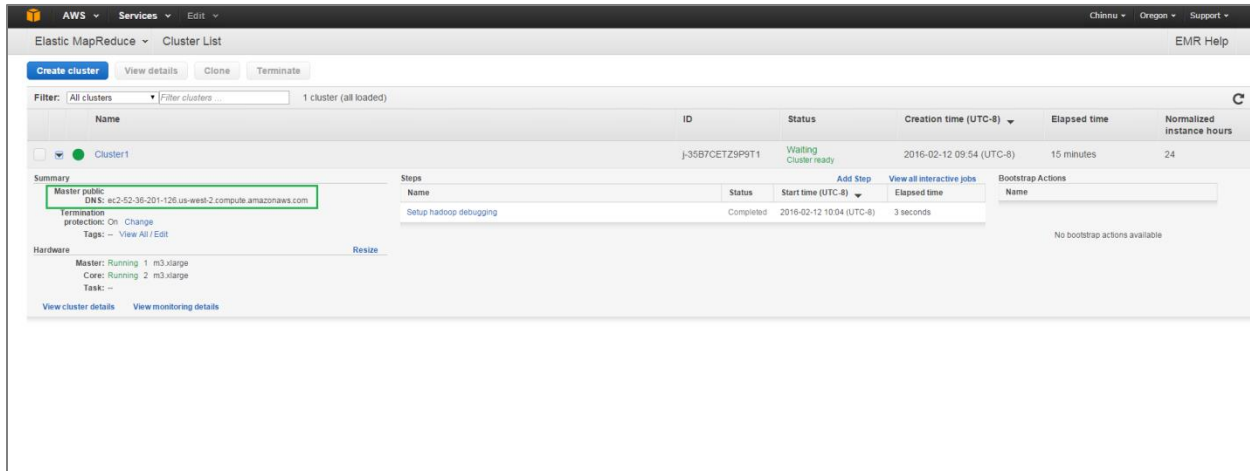 AWS Services Edit Chinnu Oregon Support
Elastic MapReduce Cluster List EMR Help
Create cluster View details Clone Terminate
Filter: All clusters Filter clusters ... 1 cluster (all loaded)
Name ID Status Creation time (UTC-8) Elapsed time Normalized
instance hours
Cluster1 j-35B7CETZ9P9T1 Waiting 2016-02-12 09:54 (UTC-8) 15 minutes 24
Cluster ready
Summary Steps Add Step View all interactive jobs Bootstrap Actions
Master public Name Status Start time (UTC-8) Elapsed time Name
DNS: ec2-52-36-201-126.us-west-2.compute.amazonaws.com
Termination Setup hadoop debugging Completed 2016-02-12 10:04 (UTC-8) 3 seconds
protection: On Change
Tags: -- View All / Edit No bootstrap actions available
Hardware Resize
Master: Running 1 m3.xlarge
Core: Running 2 m3.xlarge
Task: --
View cluster details View monitoring details